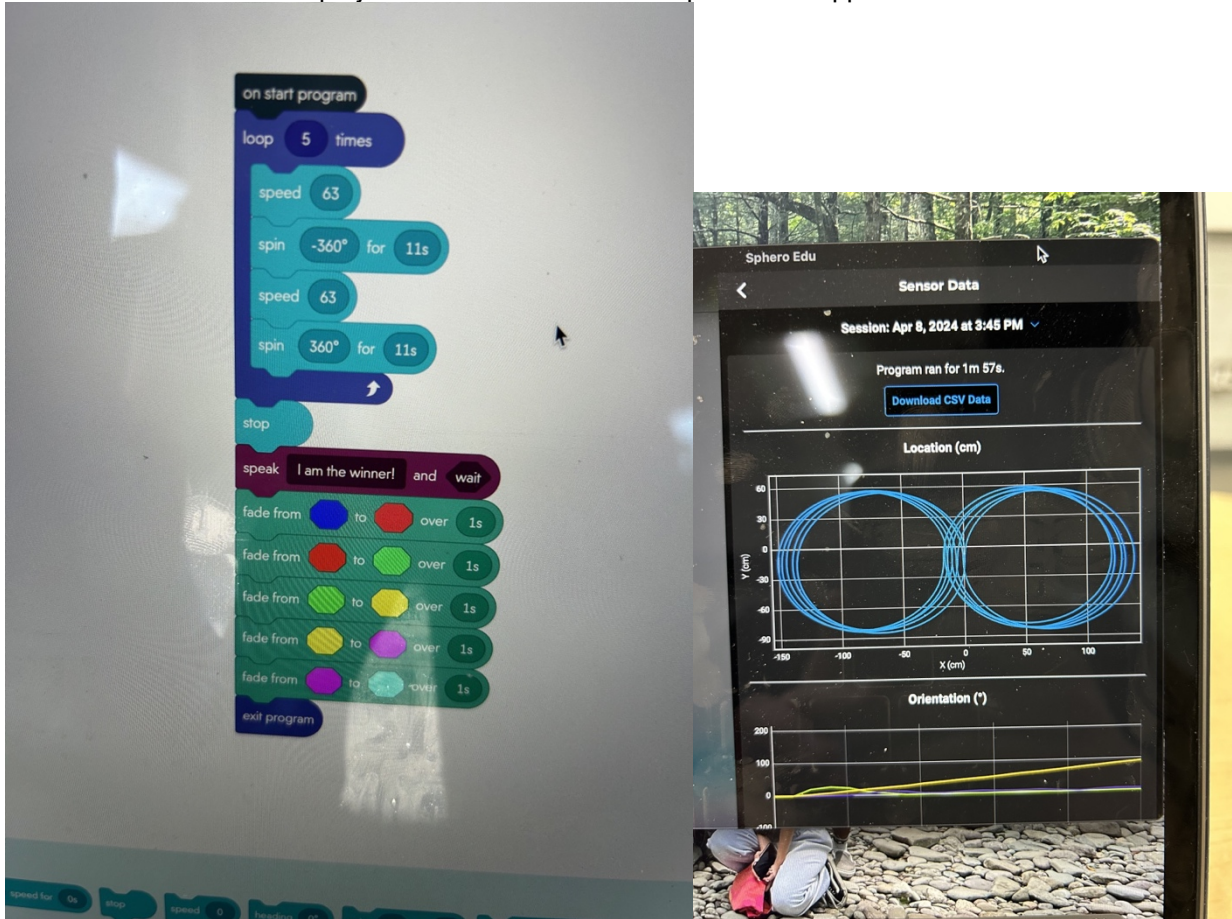 on start program
loop 5 times
speed 63
spin -360° for 11s
speed 63
spin 360° for 11s
stop
speak I am the winner! and wait
fade from to over 1s
fade from to over 1s
fade from to over 1s
fade from to over 1s
fade from to over 1s
exit program
speed for 0s stop speed 0 heading 0°
Sphero Edu
Sensor Data
Session: Apr 8, 2024 at 3:45 PM
Program ran for 1m 57s.
Download CSV Data
Location (cm)
60
30
0
-30
-60
-90
Y (cm)
-150 -100 -50 0 50 100
X (cm)
Orientation (°)
200
100
0
-100